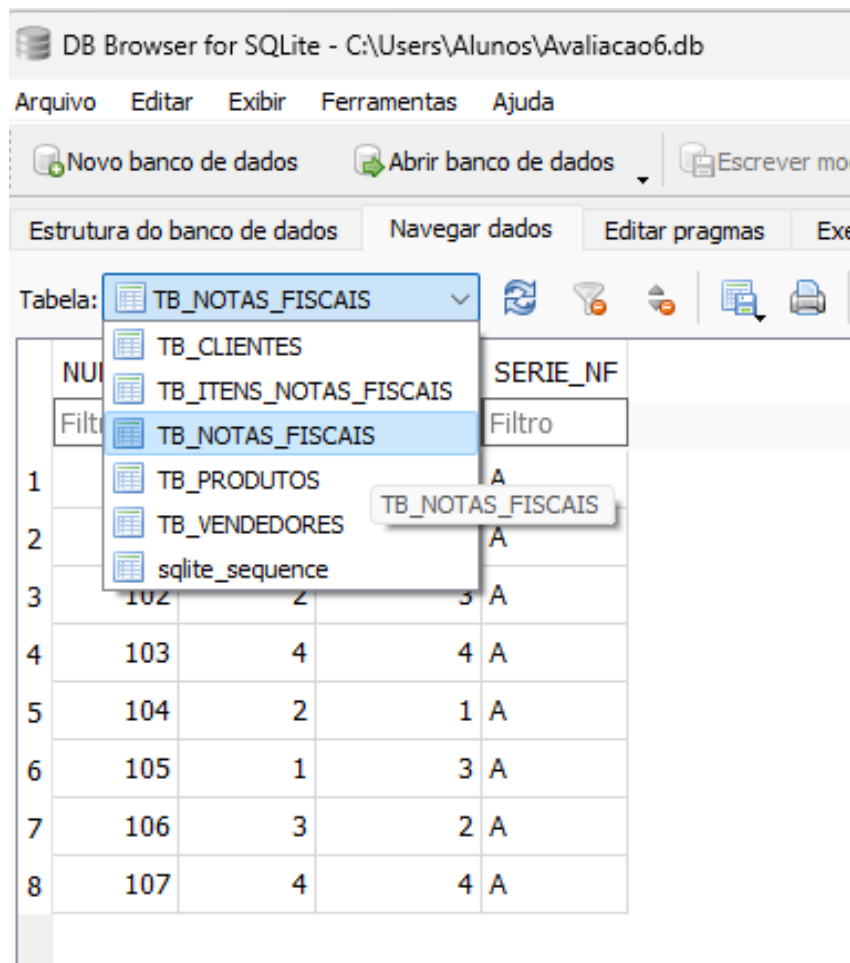 DB Browser for SQLite - C:\Users\Alunos\Avaliacao6.db
Arquivo Editar Exibir Ferramentas Ajuda
Novo banco de dados Abrir banco de dados Escrever
Estrutura do banco de dados Navegar dados Editar pragmas
Tabela: TB_NOTAS_FISCAIS
TB_CLIENTES
SERIE_NF
TB_ITENS_NOTAS_FISCAIS
Filtro
TB_NOTAS_FISCAIS
TB_PRODUTOS
TB_NOTAS_FISCAIS
TB_VENDEDORES
sqlite_sequence
1 A
2 A
3 102 2 3 A
4 103 4 4 A
5 104 2 1 A
6 105 1 3 A
7 106 3 2 A
8 107 4 4 A